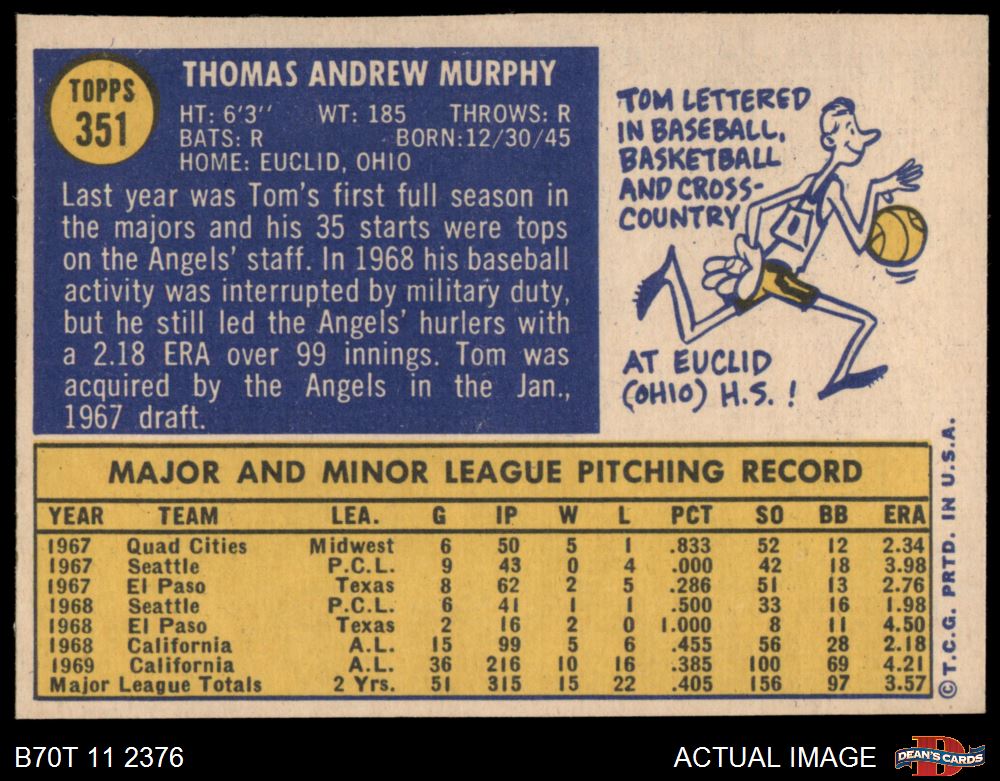 TOPPS
351
THOMAS ANDREW MURPHY
HT: 6'3'' WT: 185 THROWS: R
BATS: R BORN:12/30/45
HOME: EUCLID, OHIO
Last year was Tom's first full season in
the majors and his 35 starts were tops
on the Angels' staff. In 1968 his baseball
activity was interrupted by military duty,
but he still led the Angels' hurlers with
a 2.18 ERA over 99 innings. Tom was
acquired by the Angels in the Jan.,
1967 draft.
TOM LETTERED
IN BASEBALL,
BASKETBALL
AND CROSS-
COUNTRY
AT EUCLID
(OHIO) H.S. !
MAJOR AND MINOR LEAGUE PITCHING RECORD
YEAR TEAM LEA. G IP W L PCT SO BB ERA
1967 Quad Cities Midwest 6 50 5 1 .833 52 12 2.34
1967 Seattle P.C.L. 9 43 0 4 .000 42 18 3.98
1967 El Paso Texas 8 62 2 5 .286 51 13 2.76
1968 Seattle P.C.L. 6 41 1 1 .500 33 16 1.98
1968 El Paso Texas 2 16 2 0 1.000 8 11 4.50
1968 California A.L. 15 99 5 6 .455 56 28 2.18
1969 California A.L. 36 216 10 16 .385 100 69 4.21
Major League Totals 2 Yrs. 51 315 15 22 .405 156 97 3.57
© T.C.G. PRTD. IN U.S.A.
B70T 11 2376
ACTUAL IMAGE
D
DEAN'S CARDS